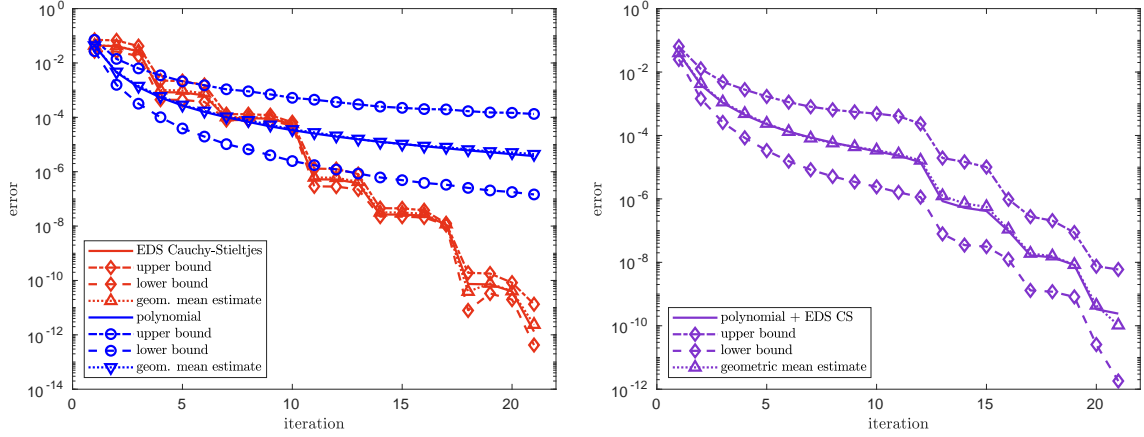 10^0
10^-2
10^-4
10^-6
10^-8
10^-10
10^-12
10^-14
error
0
5
10
15
20
iteration
EDS Cauchy-Stieltjes
upper bound
lower bound
geom. mean estimate
polynomial
upper bound
lower bound
geom. mean estimate
10^0
10^-2
10^-4
10^-6
10^-8
10^-10
10^-12
error
0
5
10
15
20
iteration
polynomial + EDS CS
upper bound
lower bound
geometric mean estimate